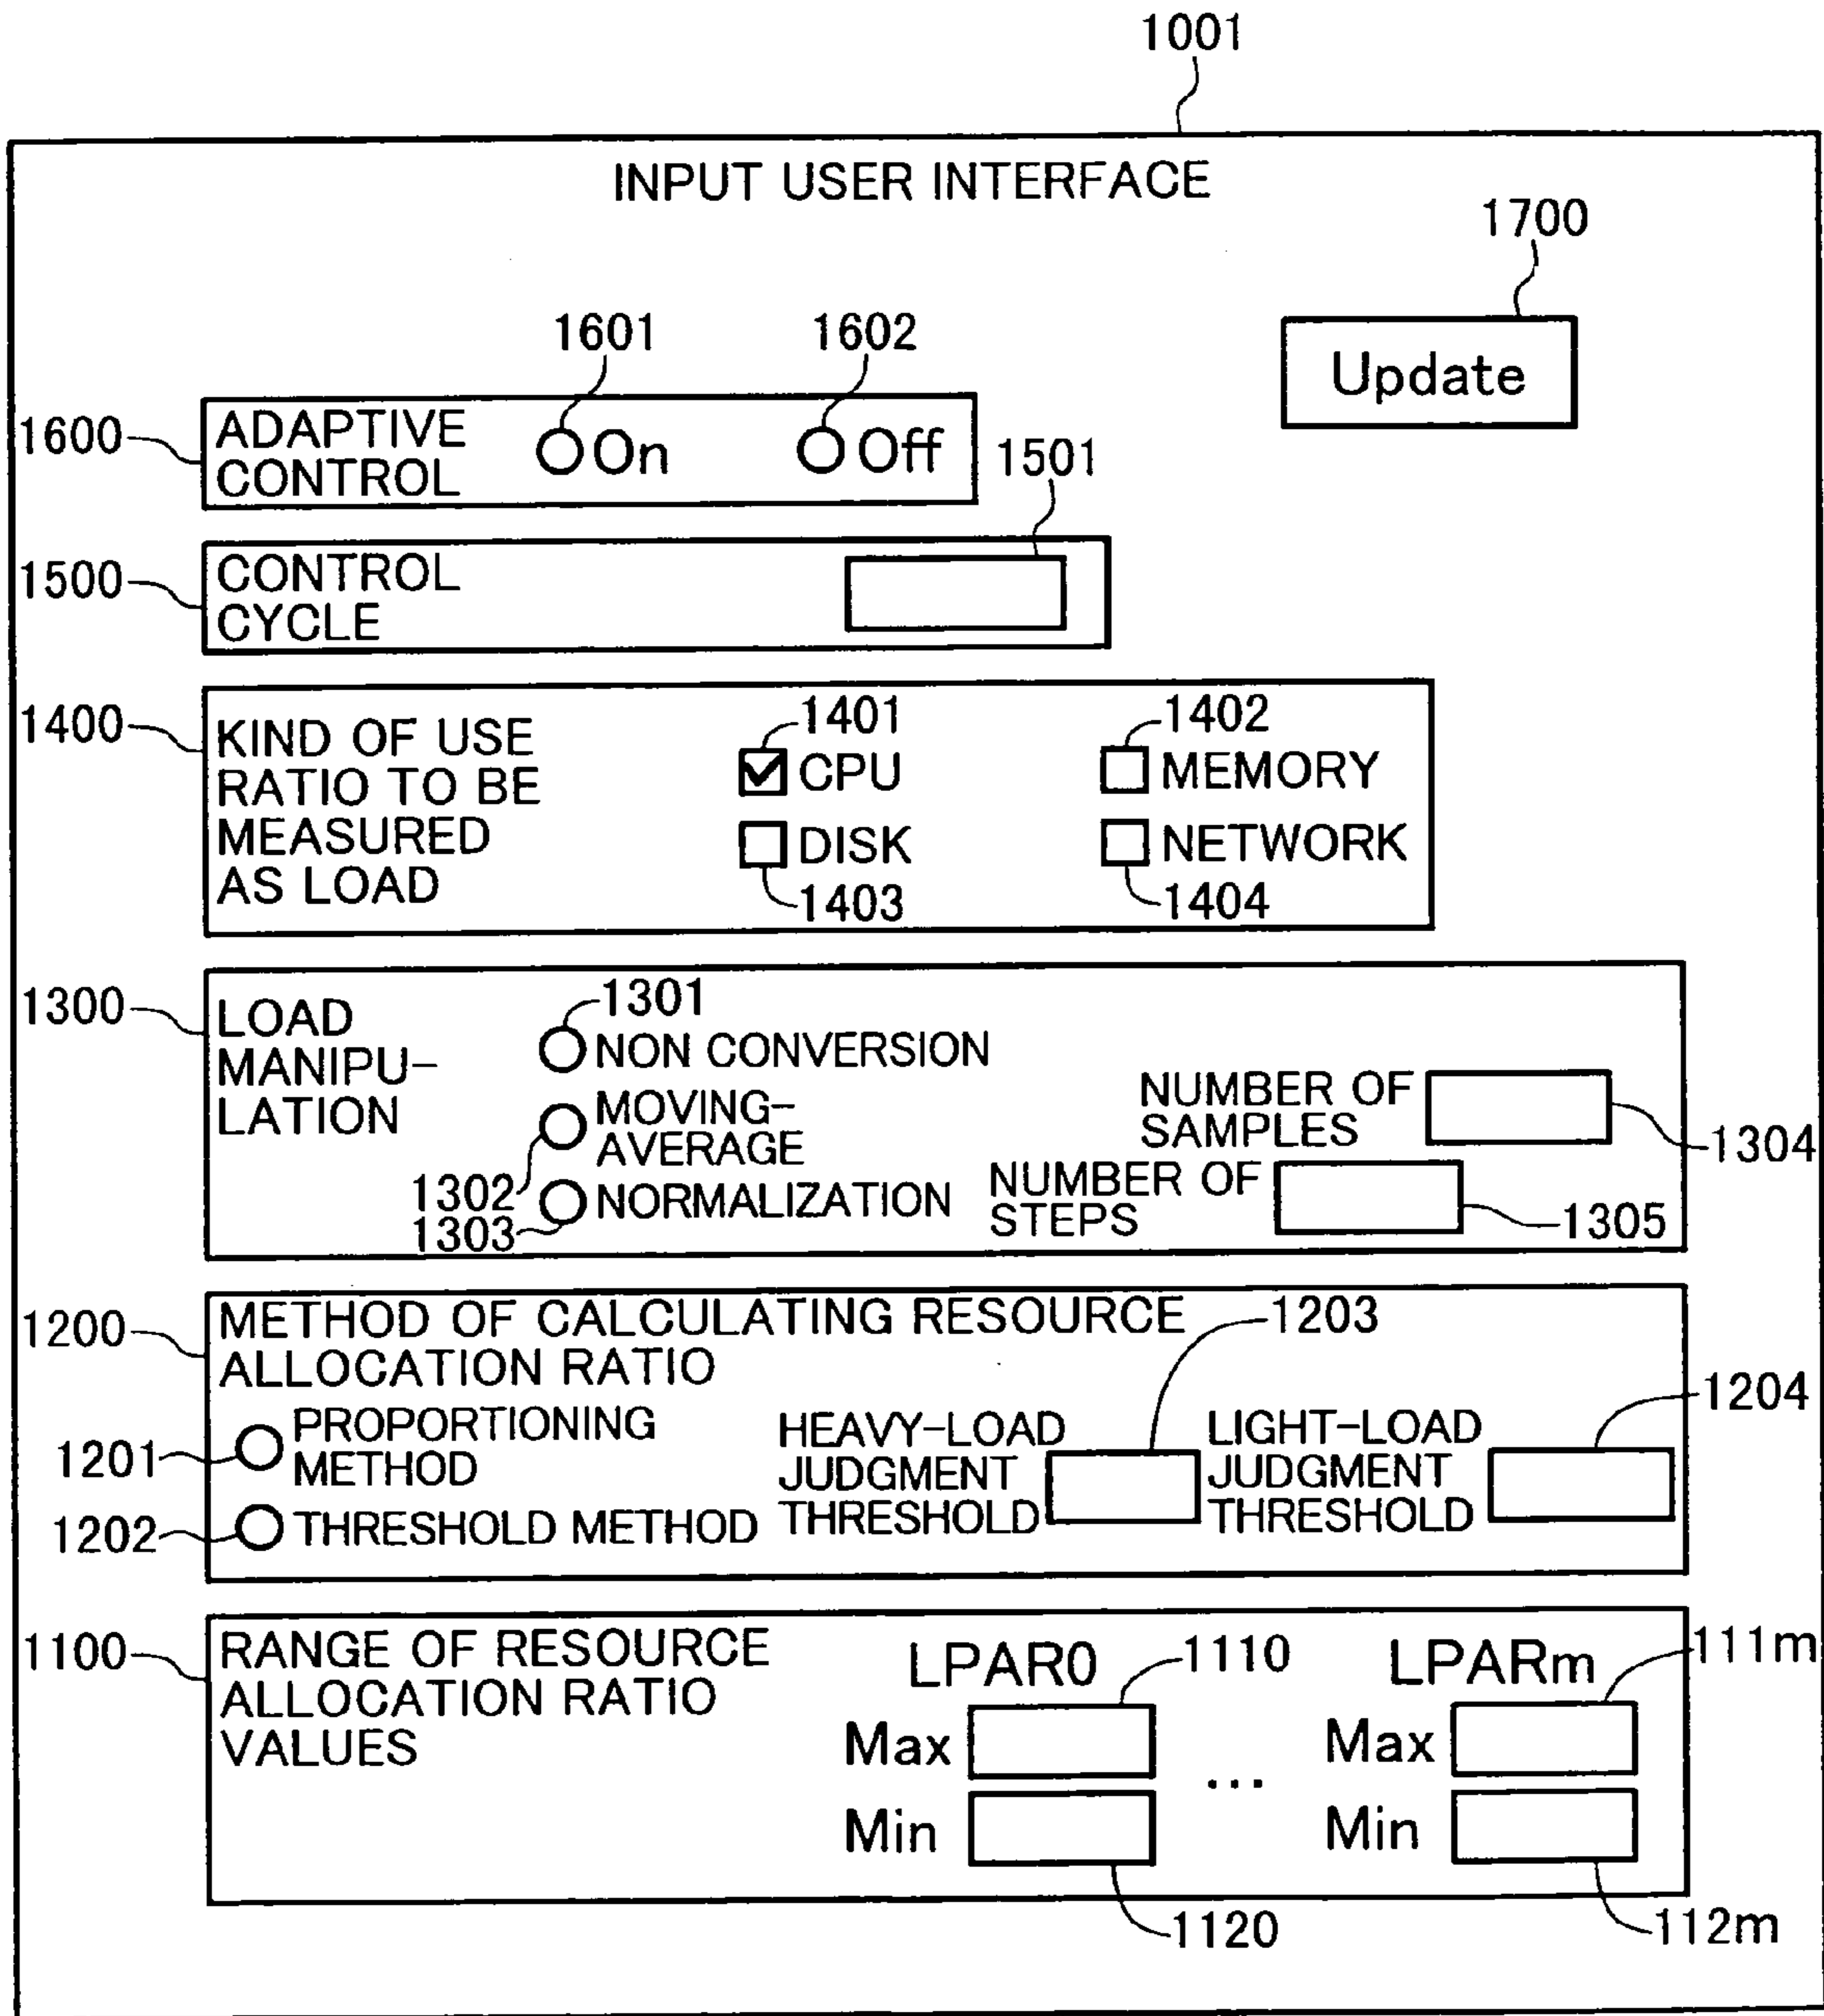 1001
INPUT USER INTERFACE
1700
Update
1601
1602
1600
ADAPTIVE
CONTROL
On
Off
1501
1500
CONTROL
CYCLE
1400
KIND OF USE
RATIO TO BE
MEASURED
AS LOAD
1401
CPU
1402
MEMORY
DISK
1403
NETWORK
1404
1300
LOAD
MANIPU-
LATION
1301
NON CONVERSION
MOVING-
AVERAGE
1302
NUMBER OF
SAMPLES
1304
1303
NORMALIZATION
NUMBER OF
STEPS
1305
1200
METHOD OF CALCULATING RESOURCE
ALLOCATION RATIO
1203
1204
1201
PROPORTIONING
METHOD
1202
THRESHOLD METHOD
HEAVY-LOAD
JUDGMENT
THRESHOLD
LIGHT-LOAD
JUDGMENT
THRESHOLD
1100
RANGE OF RESOURCE
ALLOCATION RATIO
VALUES
LPAR0
1110
Max
Min
1120
...
LPARm
111m
Max
Min
112m